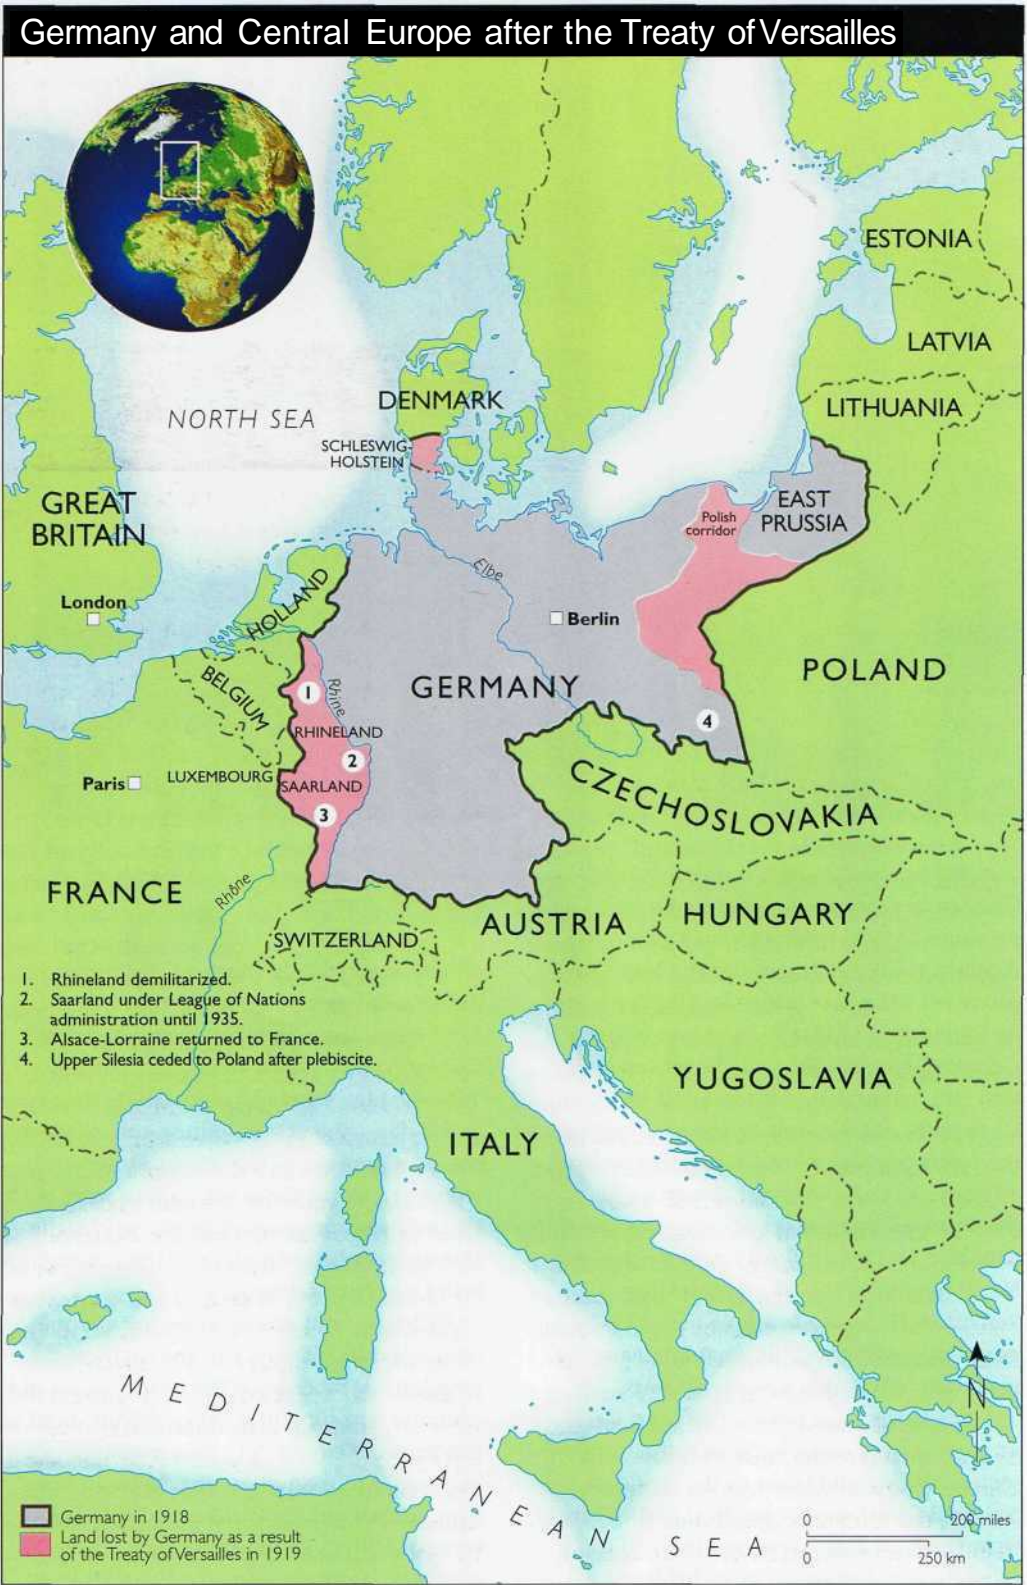 Germany and Central Europe after the Treaty of Versailles
ESTONIA
LATVIA
LITHUANIA
DENMARK
NORTH SEA
SCHLESWIG-
HOLSTEIN
GREAT
BRITAIN
EAST
PRUSSIA
Polish
corridor
Elbe
London
HOLLAND
Berlin
POLAND
BELGIUM
1
Rhine
GERMANY
4
RHINELAND
2
LUXEMBOURG
Paris
SAARLAND
3
CZECHOSLOVAKIA
FRANCE
Rhône
SWITZERLAND
AUSTRIA
HUNGARY
1. Rhineland demilitarized.
2. Saarland under League of Nations
administration until 1935.
3. Alsace-Lorraine returned to France.
4. Upper Silesia ceded to Poland after plebiscite.
YUGOSLAVIA
ITALY
MEDITERRANEAN SEA
N
Germany in 1918
Land lost by Germany as a result
of the Treaty of Versailles in 1919
0 200 miles
0 250 km